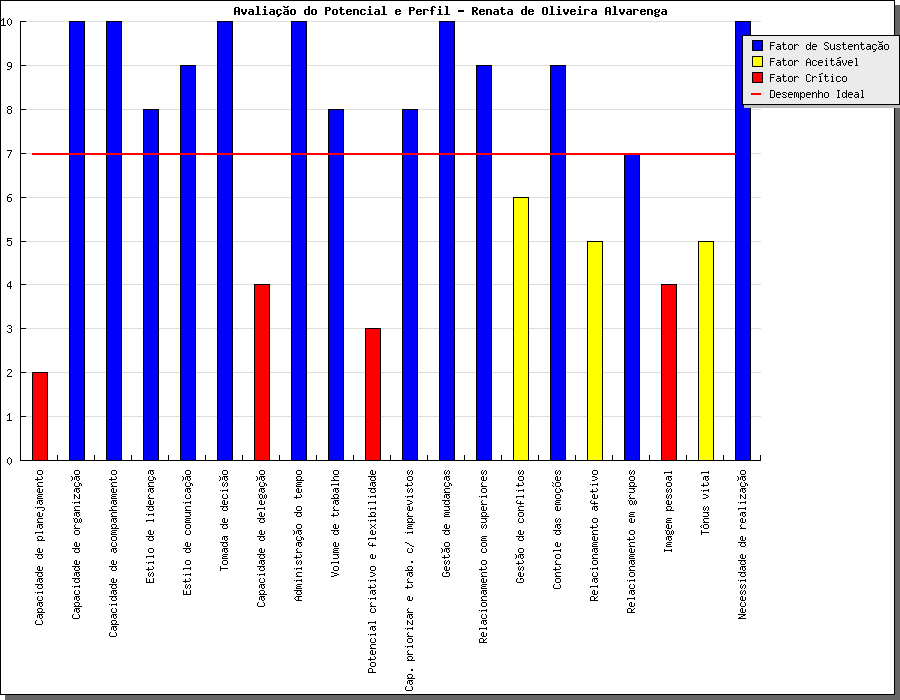 Avaliação do Potencial e Perfil - Renata de Oliveira Alvarenga
10
9
8
7
6
5
4
3
2
1
0
Fator de Sustentação
Fator Aceitável
Fator Crítico
Desempenho Ideal
Capacidade de planejamento
Capacidade de organização
Capacidade de acompanhamento
Estilo de liderança
Estilo de comunicação
Tomada de decisão
Capacidade de delegação
Administração do tempo
Volume de trabalho
Potencial criativo e flexibilidade
Cap. priorizar e trab. c/ imprevistos
Gestão de mudanças
Relacionamento com superiores
Gestão de conflitos
Controle das emoções
Relacionamento afetivo
Relacionamento em grupos
Imagem pessoal
Tônus vital
Necessidade de realização